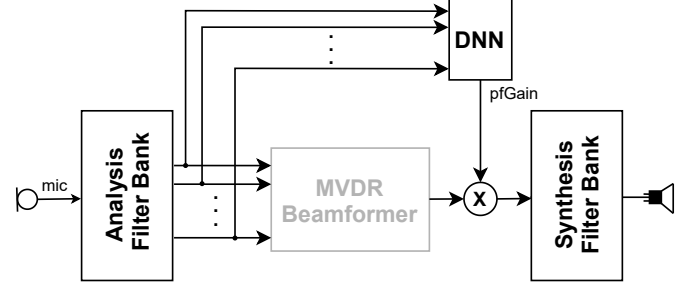 DNN
pfGain
mic
Analysis
Filter Bank
MVDR
Beamformer
X
Synthesis
Filter Bank